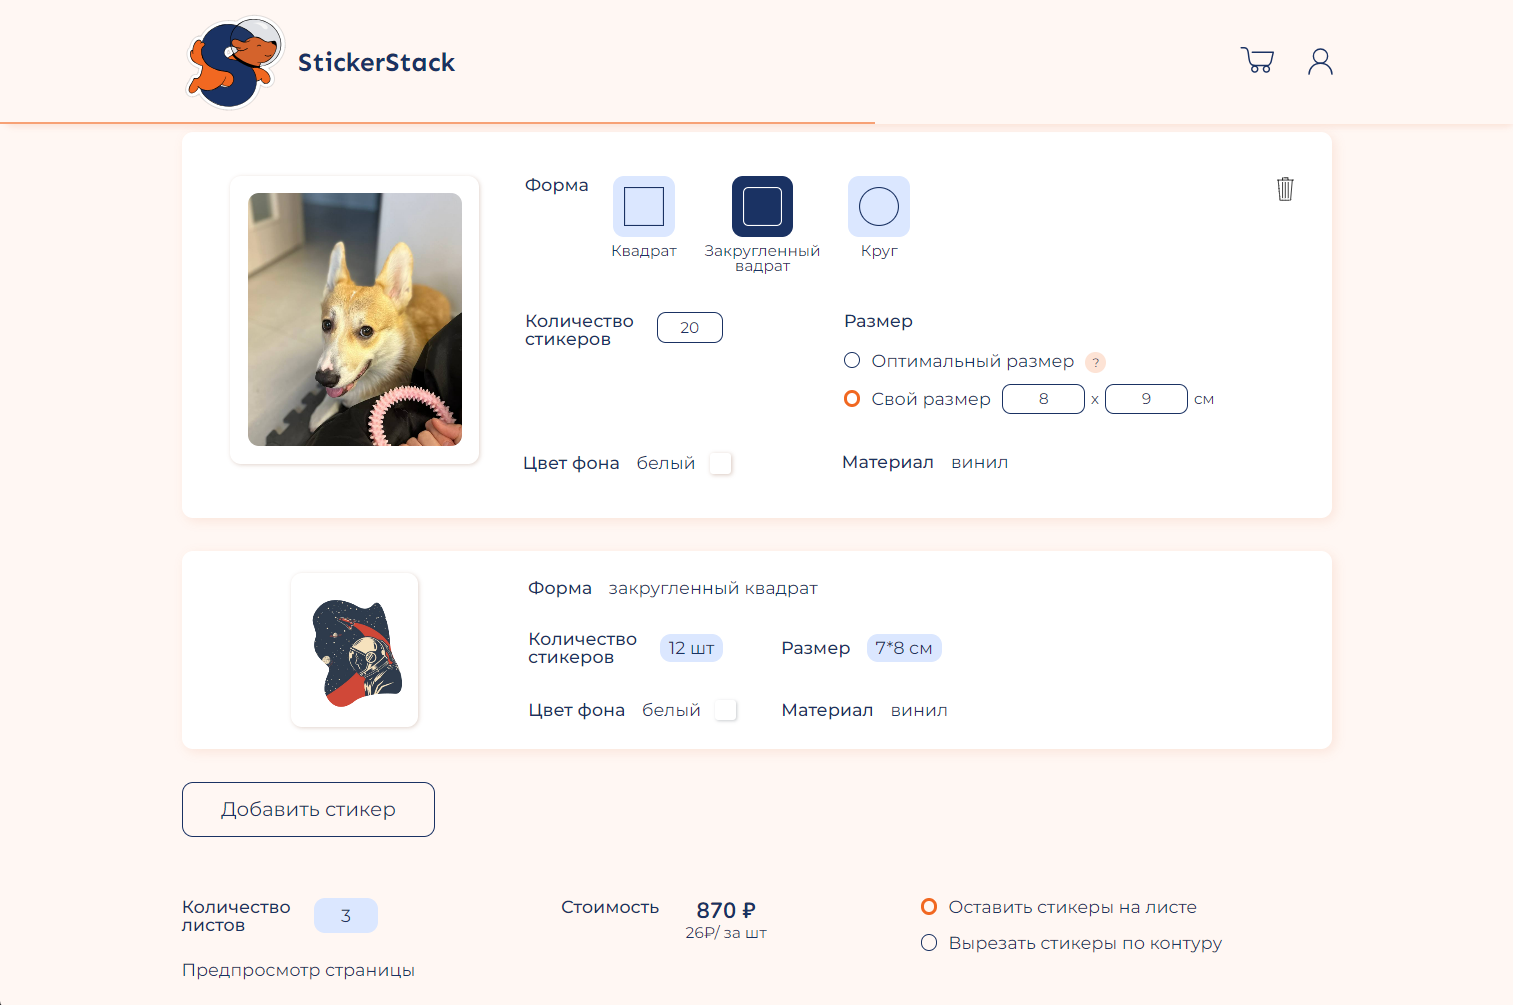 StickerStack
Форма
Квадрат
Закругленный
вадрат
Круг
Количество
стикеров
20
Размер
Оптимальный размер ?
Свой размер 8 x 9 см
Цвет фона белый
Материал винил
Форма закругленный квадрат
Количество
стикеров
12 шт
Размер 7*8 см
Цвет фона белый
Материал винил
Добавить стикер
Количество
листов
3
Стоимость 870 ₽
26₽/ за шт
Оставить стикеры на листе
Вырезать стикеры по контуру
Предпросмотр страницы